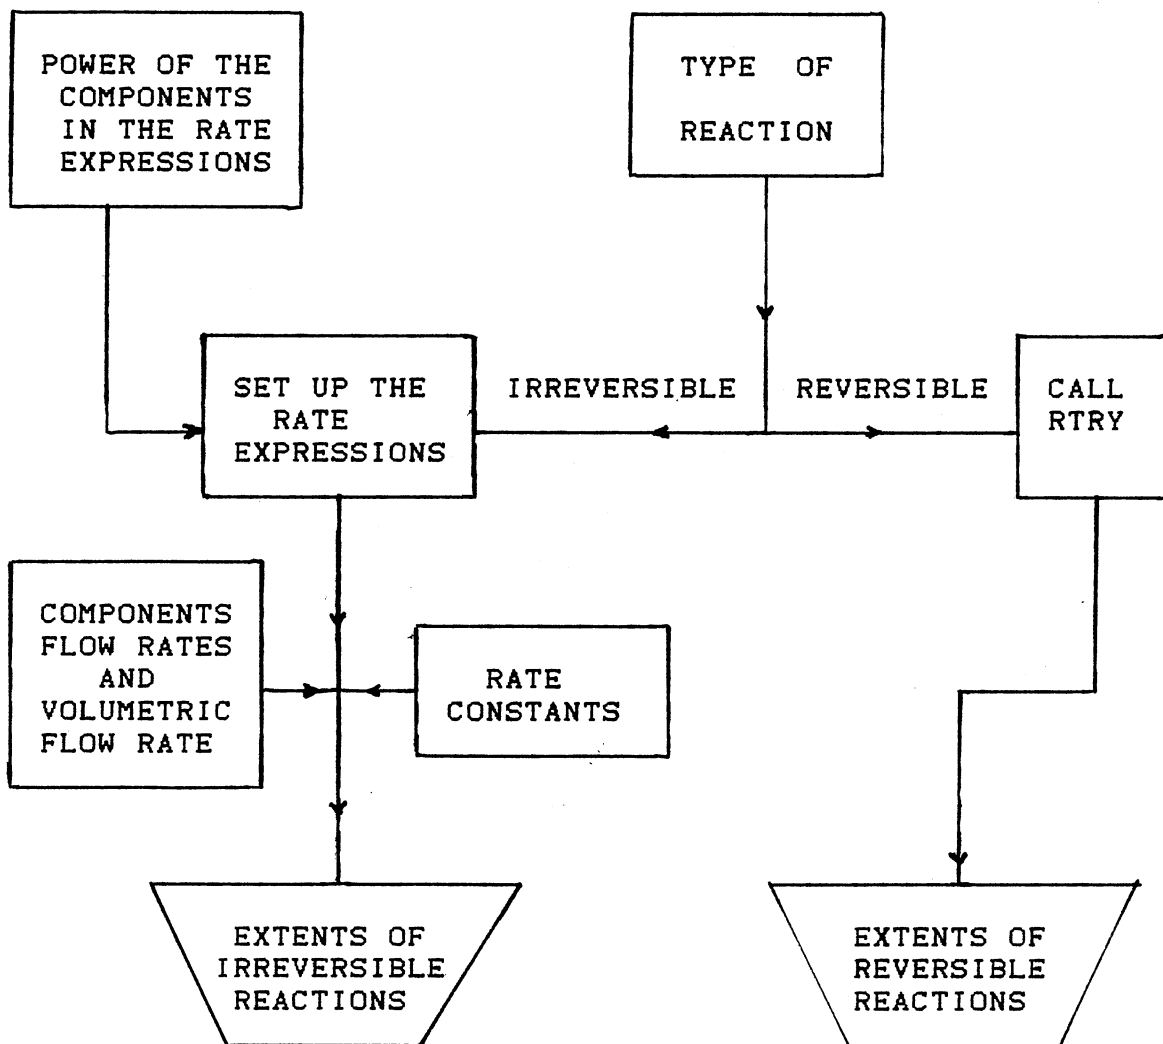 POWER OF THE
COMPONENTS
IN THE RATE
EXPRESSIONS
TYPE OF
REACTION
SET UP THE
RATE
EXPRESSIONS
IRREVERSIBLE
REVERSIBLE
CALL
RTRY
COMPONENTS
FLOW RATES
AND
VOLUMETRIC
FLOW RATE
RATE
CONSTANTS
EXTENTS OF
IRREVERSIBLE
REACTIONS
EXTENTS OF
REVERSIBLE
REACTIONS